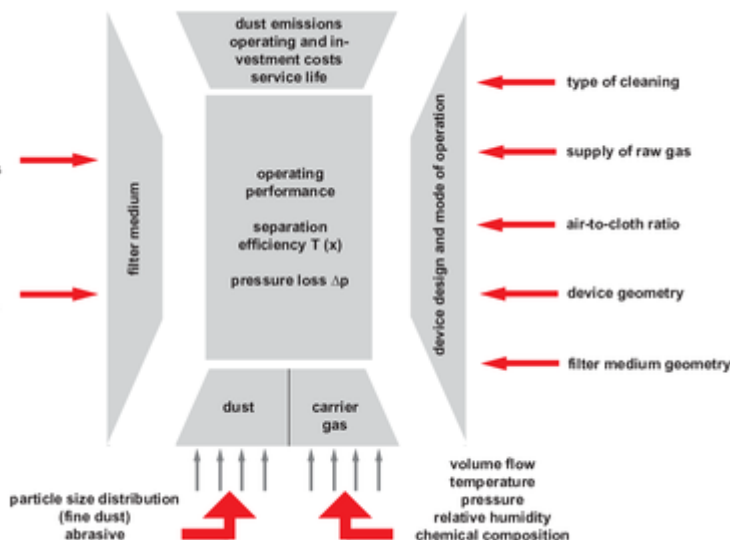 dust emissions
operating and in-
vestment costs
service life
type of cleaning
supply of raw gas
air-to-cloth ratio
device geometry
filter medium geometry
device design and mode of operation
filter medium
operating
performance
separation
efficiency T (x)
pressure loss Δp
dust
carrier
gas
particle size distribution
(fine dust)
abrasive
volume flow
temperature
pressure
relative humidity
chemical composition